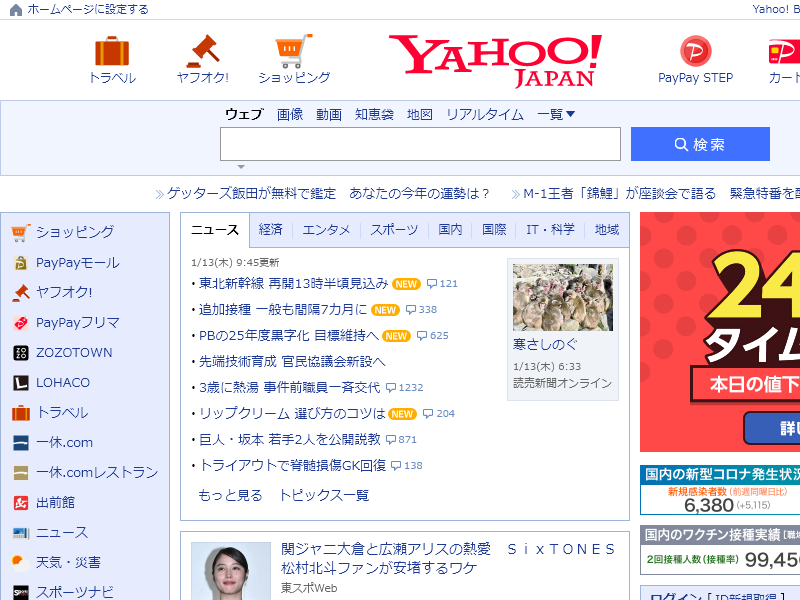 ホームページに設定する
Yahoo! B
トラベル
ヤフオク!
ショッピング
YAHOO!
JAPAN
PayPay STEP
カート
ウェブ 画像 動画 知恵袋 地図 リアルタイム 一覧▼
検索
ゲッターズ飯田が無料で鑑定 あなたの今年の運勢は？
M-1王者「錦鯉」が座談会で語る 緊急特番を配
ショッピング
PayPayモール
ヤフオク!
PayPayフリマ
ZOZOTOWN
LOHACO
トラベル
一休.com
一休.comレストラン
出前館
ニュース
天気・災害
スポーツナビ
ニュース 経済 エンタメ スポーツ 国内 国際 IT・科学 地域
1/13(木) 9:45更新
・東北新幹線 再開13時半頃見込み NEW 121
・追加接種 一般も間隔7カ月に NEW 338
・PBの25年度黒字化 目標維持へ NEW 625
・先端技術育成 官民協議会新設へ
・3歳に熱湯 事件前職員一斉交代 1232
・リップクリーム 選び方のコツは NEW 204
・巨人・坂本 若手2人を公開説教 871
・トライアウトで脊髄損傷GK回復 138
もっと見る トピックス一覧
寒さしのぐ
1/13(木) 6:33
読売新聞オンライン
関ジャニ大倉と広瀬アリスの熱愛 ＳｉｘＴＯＮＥＳ
松村北斗ファンが安堵するワケ
東スポWeb
24
タイム
本日の値下
詳し
国内の新型コロナ発生状況
新規感染者数 (前週同曜日比)
6,380 (+5,115)
国内のワクチン接種実績 [職域
2回接種人数 (接種率) 99,456
ログイン [ ID新規取得 ]